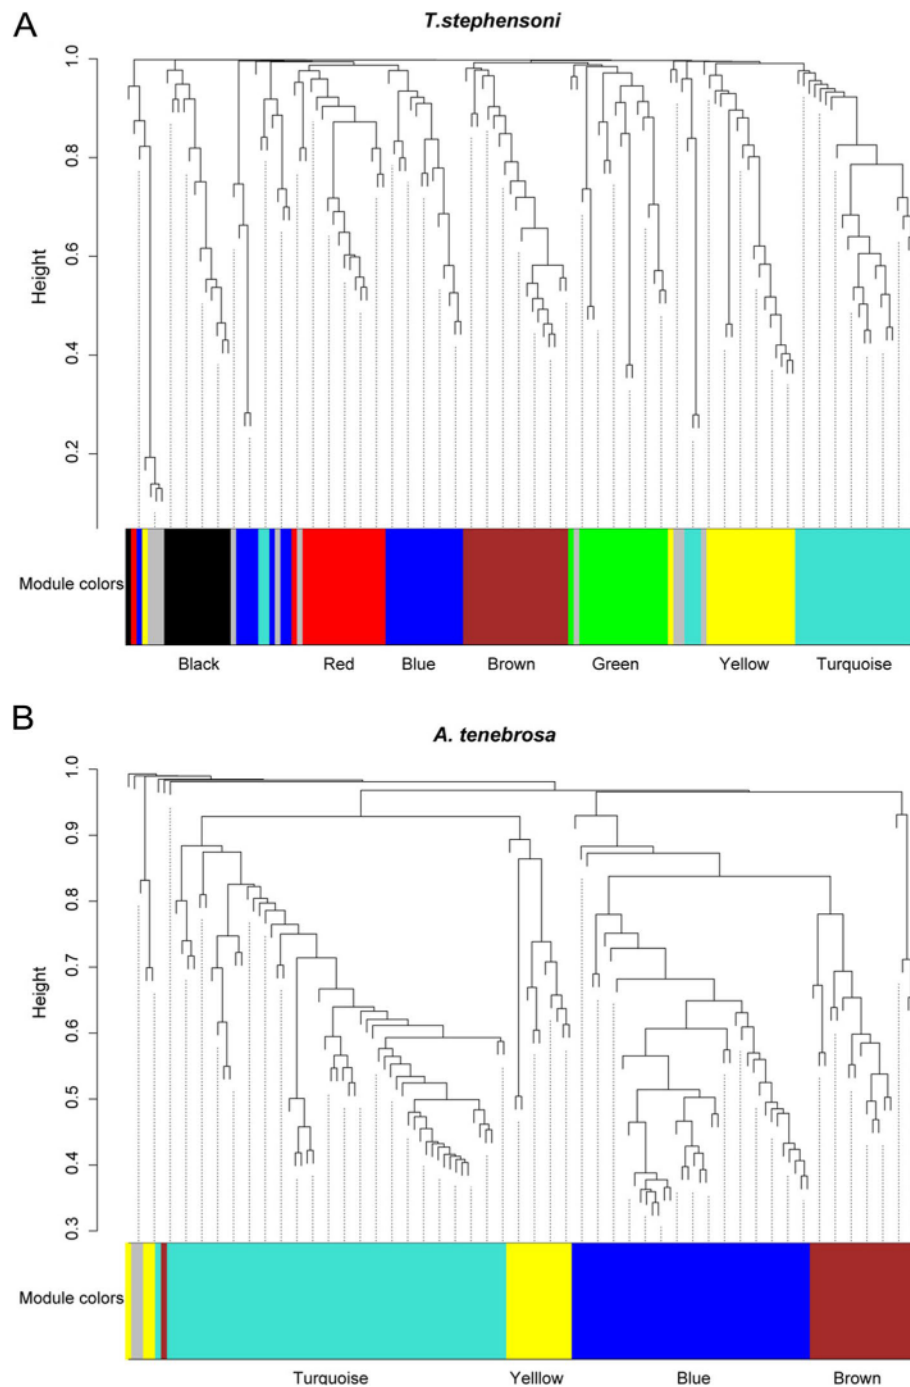 A
T.stephensoni
1.0
0.8
0.6
0.4
0.2
Height
Module colors
Black Red Blue Brown Green Yellow Turquoise
B
A. tenebrosa
1.0
0.9
0.8
0.7
0.6
0.5
0.4
0.3
Height
Module colors
Turquoise Yelllow Blue Brown